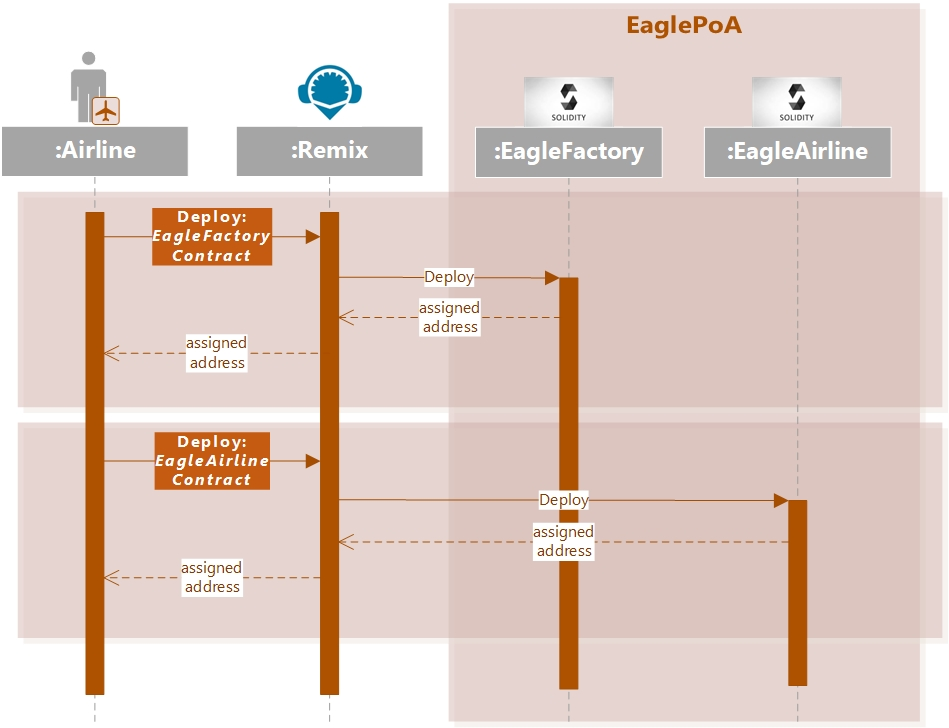 EaglePoA
SOLIDITY
SOLIDITY
:Airline
:Remix
:EagleFactory
:EagleAirline
Deploy:
EagleFactory
Contract
Deploy
assigned
address
assigned
address
Deploy:
EagleAirline
Contract
Deploy
assigned
address
assigned
address